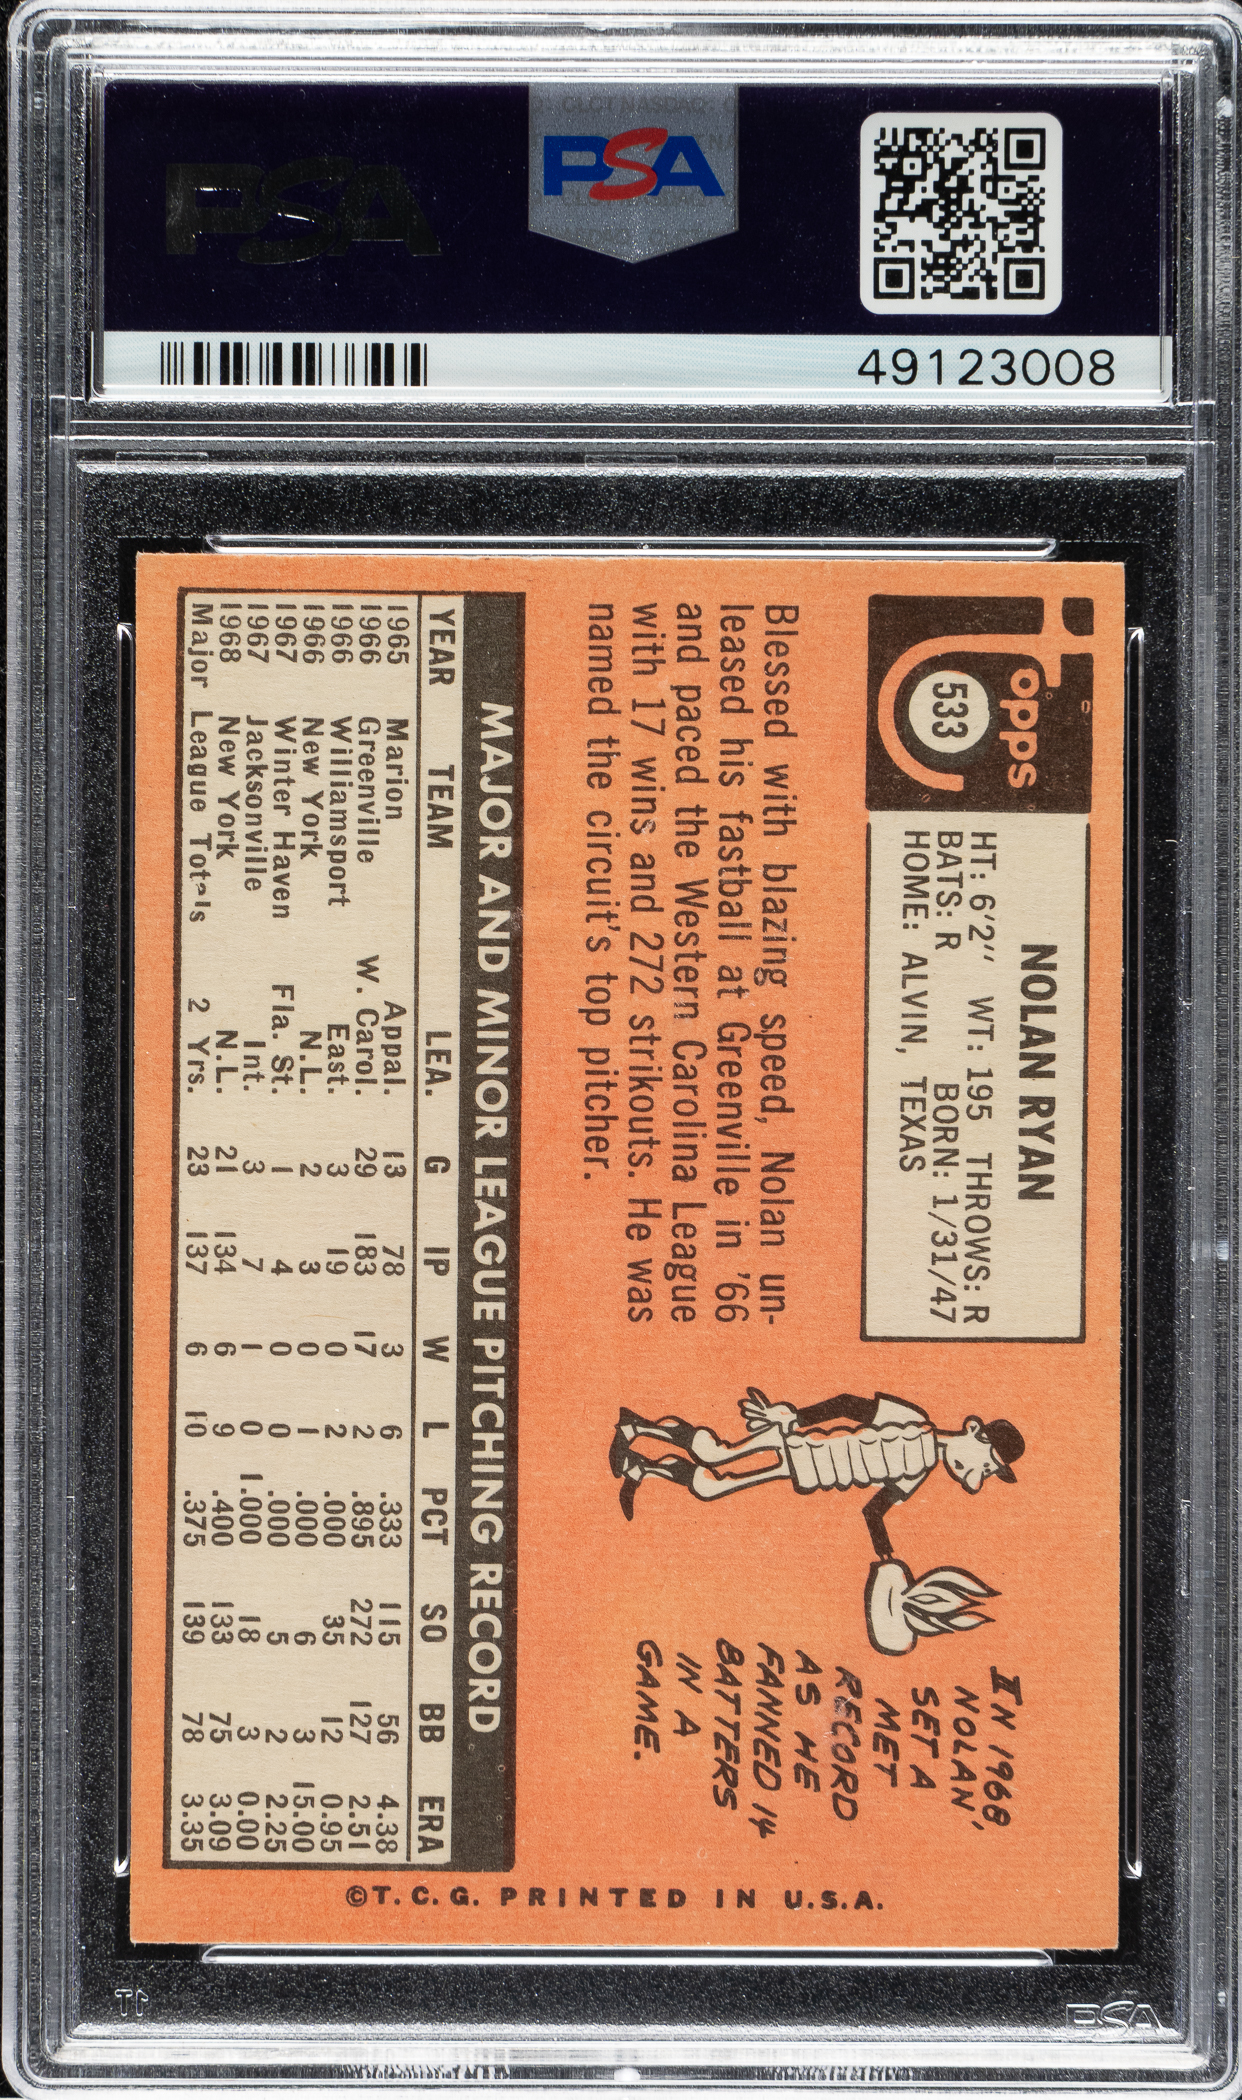 PSA
PSA
49123008
Topps
533
NOLAN RYAN
HT: 6'2" WT: 195 THROWS: R
BATS: R BORN: 1/31/47
HOME: ALVIN, TEXAS
Blessed with blazing speed, Nolan un-
leased his fastball at Greenville in '66
and paced the Western Carolina League
with 17 wins and 272 strikouts. He was
named the circuit's top pitcher.
IN 1968,
NOLAN
SET A
MET
RECORD
AS HE
FANNED 14
BATTERS
IN A
GAME.
MAJOR AND MINOR LEAGUE PITCHING RECORD
YEAR TEAM LEA. G IP W L PCT SO BB ERA
1965 Marion Appal. 13 78 3 6 .333 115 56 4.38
1966 Greenville W. Carol. 29 183 17 2 .895 272 127 2.51
1966 Williamsport East. 3 19 0 2 .000 35 12 0.95
1966 New York N.L. 2 3 0 1 .000 6 3 15.00
1967 Winter Haven Fla. St. 1 4 0 0 .000 5 2 2.25
1967 Jacksonville Int. 3 7 1 0 1.000 18 3 0.00
1968 New York N.L. 21 134 6 9 .400 133 75 3.09
Major League Totals 2 Yrs. 23 137 6 10 .375 139 78 3.35
©T.C.G. PRINTED IN U.S.A.
PSA